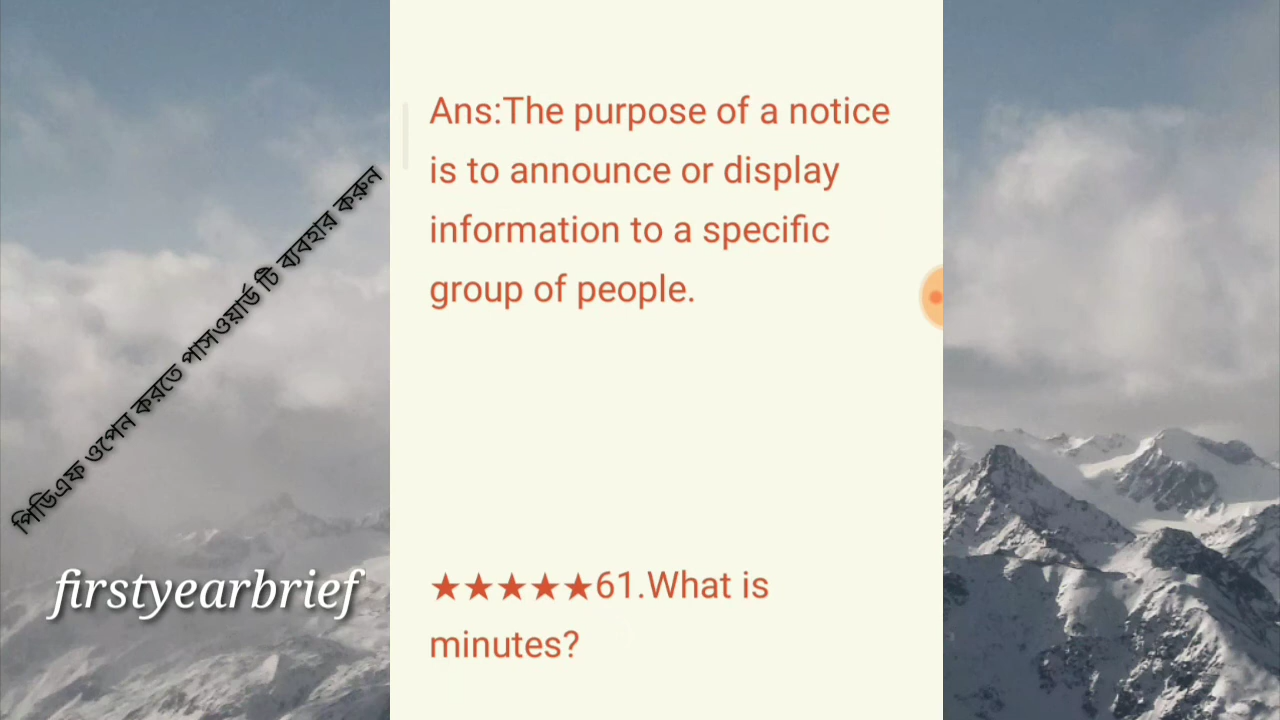 Ans:The purpose of a notice
is to announce or display
information to a specific
group of people.
★★★★★61.What is
minutes?
পিডিএফ ওপেন করতে পাসওয়ার্ড টি ব্যবহার করুন
firstyearbrief